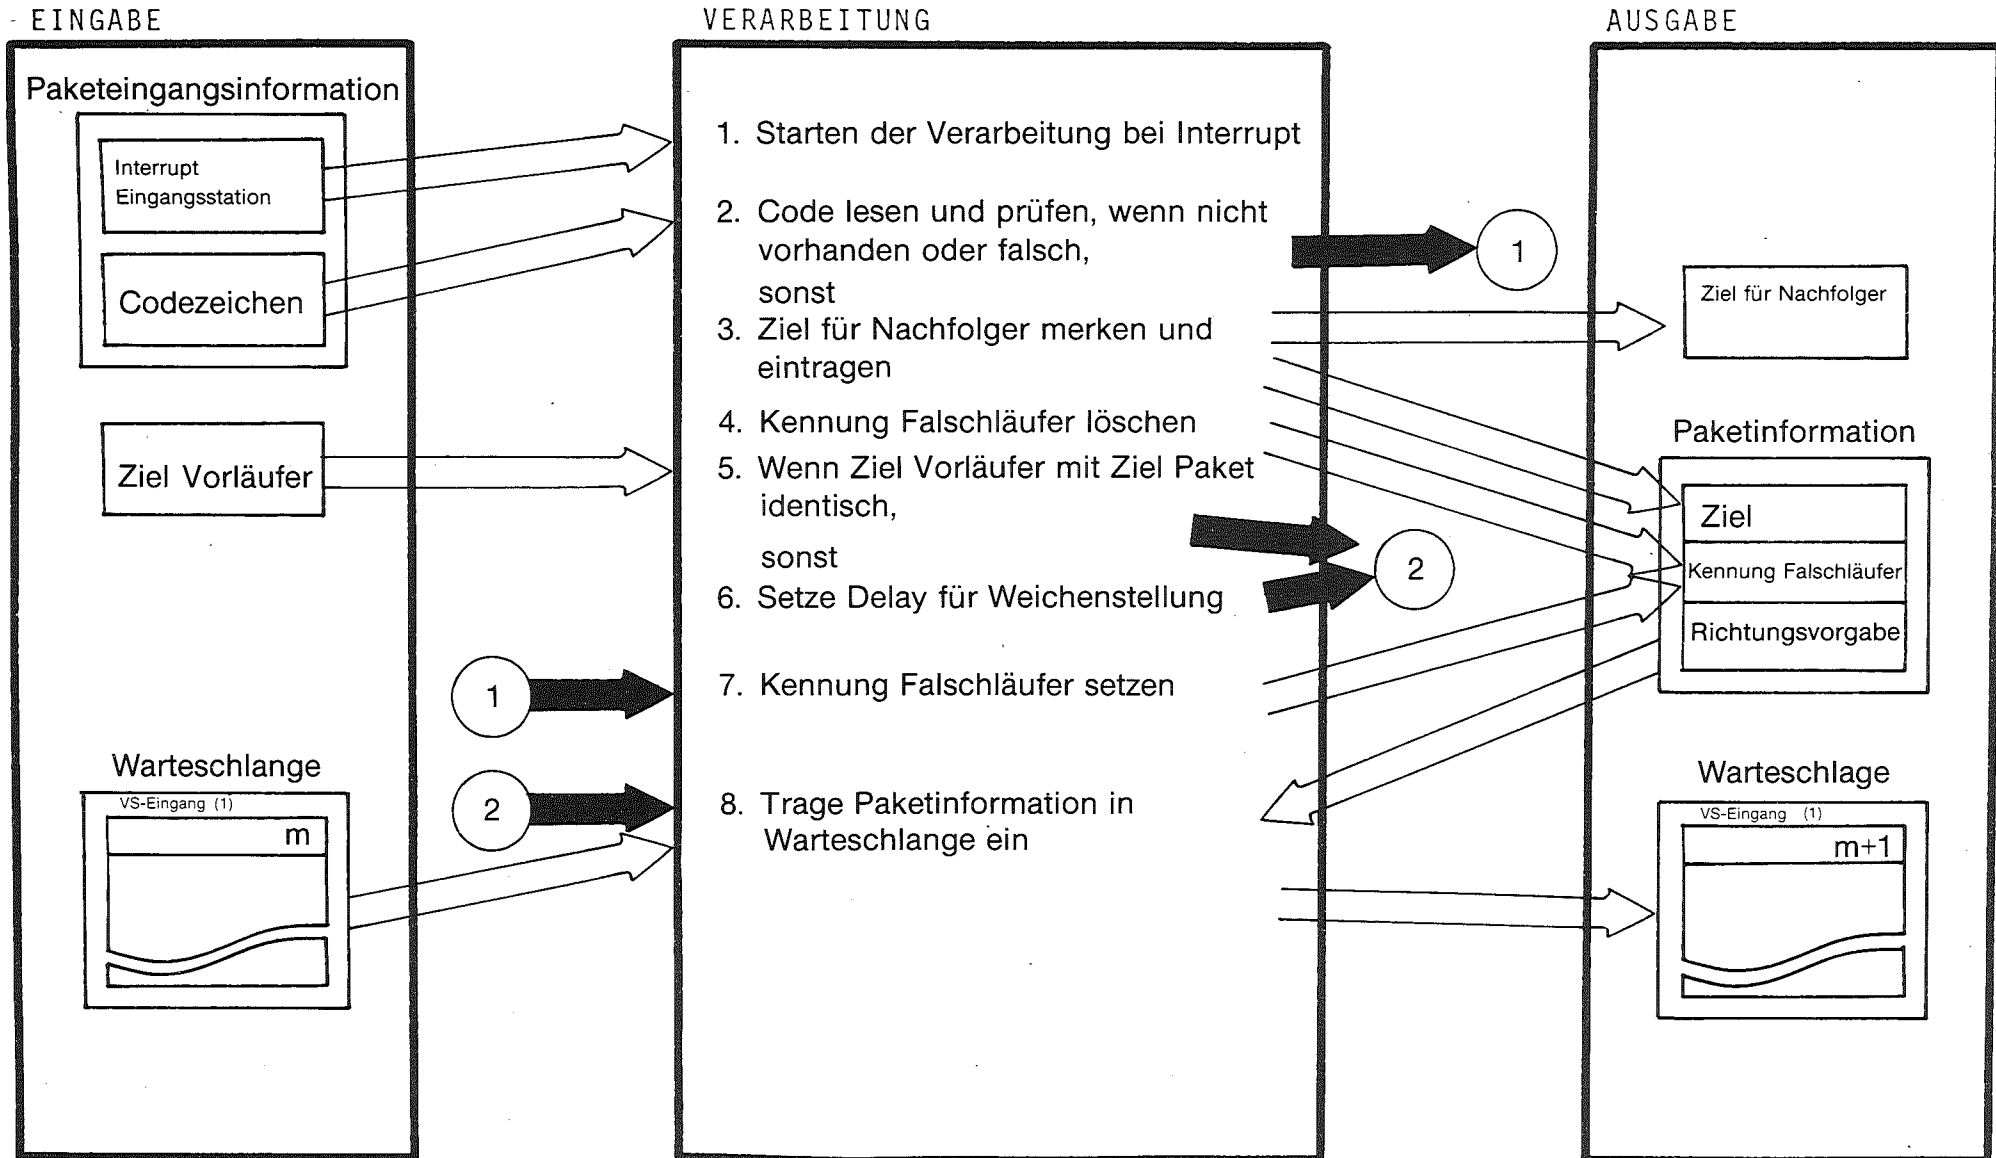 EINGABE
Paketeingangsinformation
Interrupt
Eingangsstation
Codezeichen
Ziel Vorläufer
1
2
Warteschlange
VS-Eingang (1)
m
VERARBEITUNG
1. Starten der Verarbeitung bei Interrupt
2. Code lesen und prüfen, wenn nicht
vorhanden oder falsch,
sonst
3. Ziel für Nachfolger merken und
eintragen
4. Kennung Falschläufer löschen
5. Wenn Ziel Vorläufer mit Ziel Paket
identisch,
sonst
6. Setze Delay für Weichenstellung
7. Kennung Falschläufer setzen
8. Trage Paketinformation in
Warteschlange ein
1
2
AUSGABE
Ziel für Nachfolger
Paketinformation
Ziel
Kennung Falschläufer
Richtungsvorgabe
Warteschlage
VS-Eingang (1)
m+1